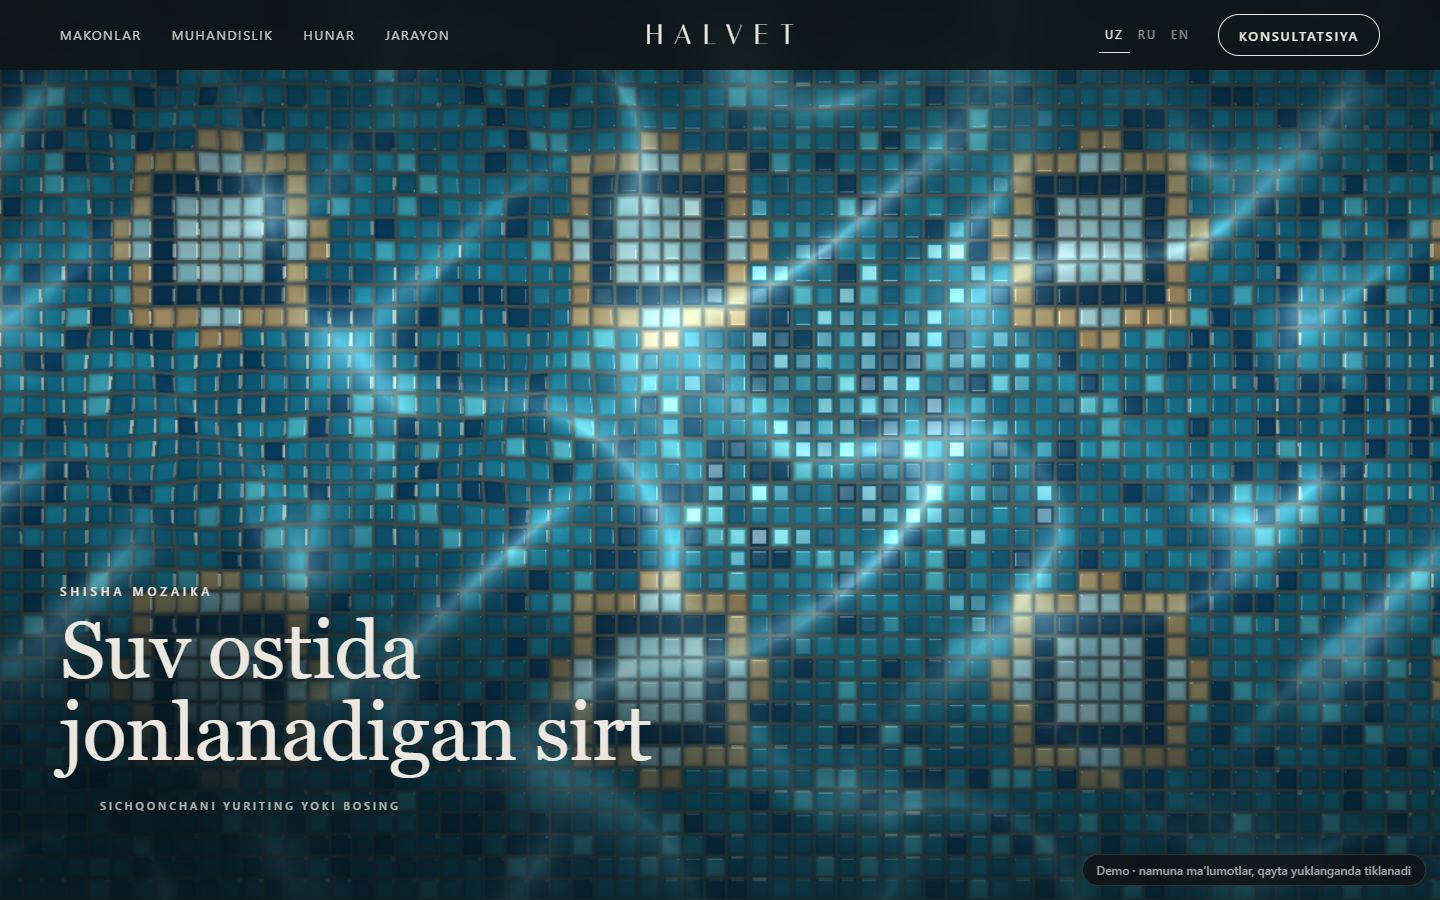 MAKONLAR MUHANDISLIK HUNAR JARAYON HALVET UZ RU EN KONSULTATSIYA
SHISHA MOZAIKA
Suv ostida
jonlanadigan sirt
SICHQONCHANI YURITING YOKI BOSING
Demo · namuna ma'lumotlar, qayta yuklanganda tiklanadi